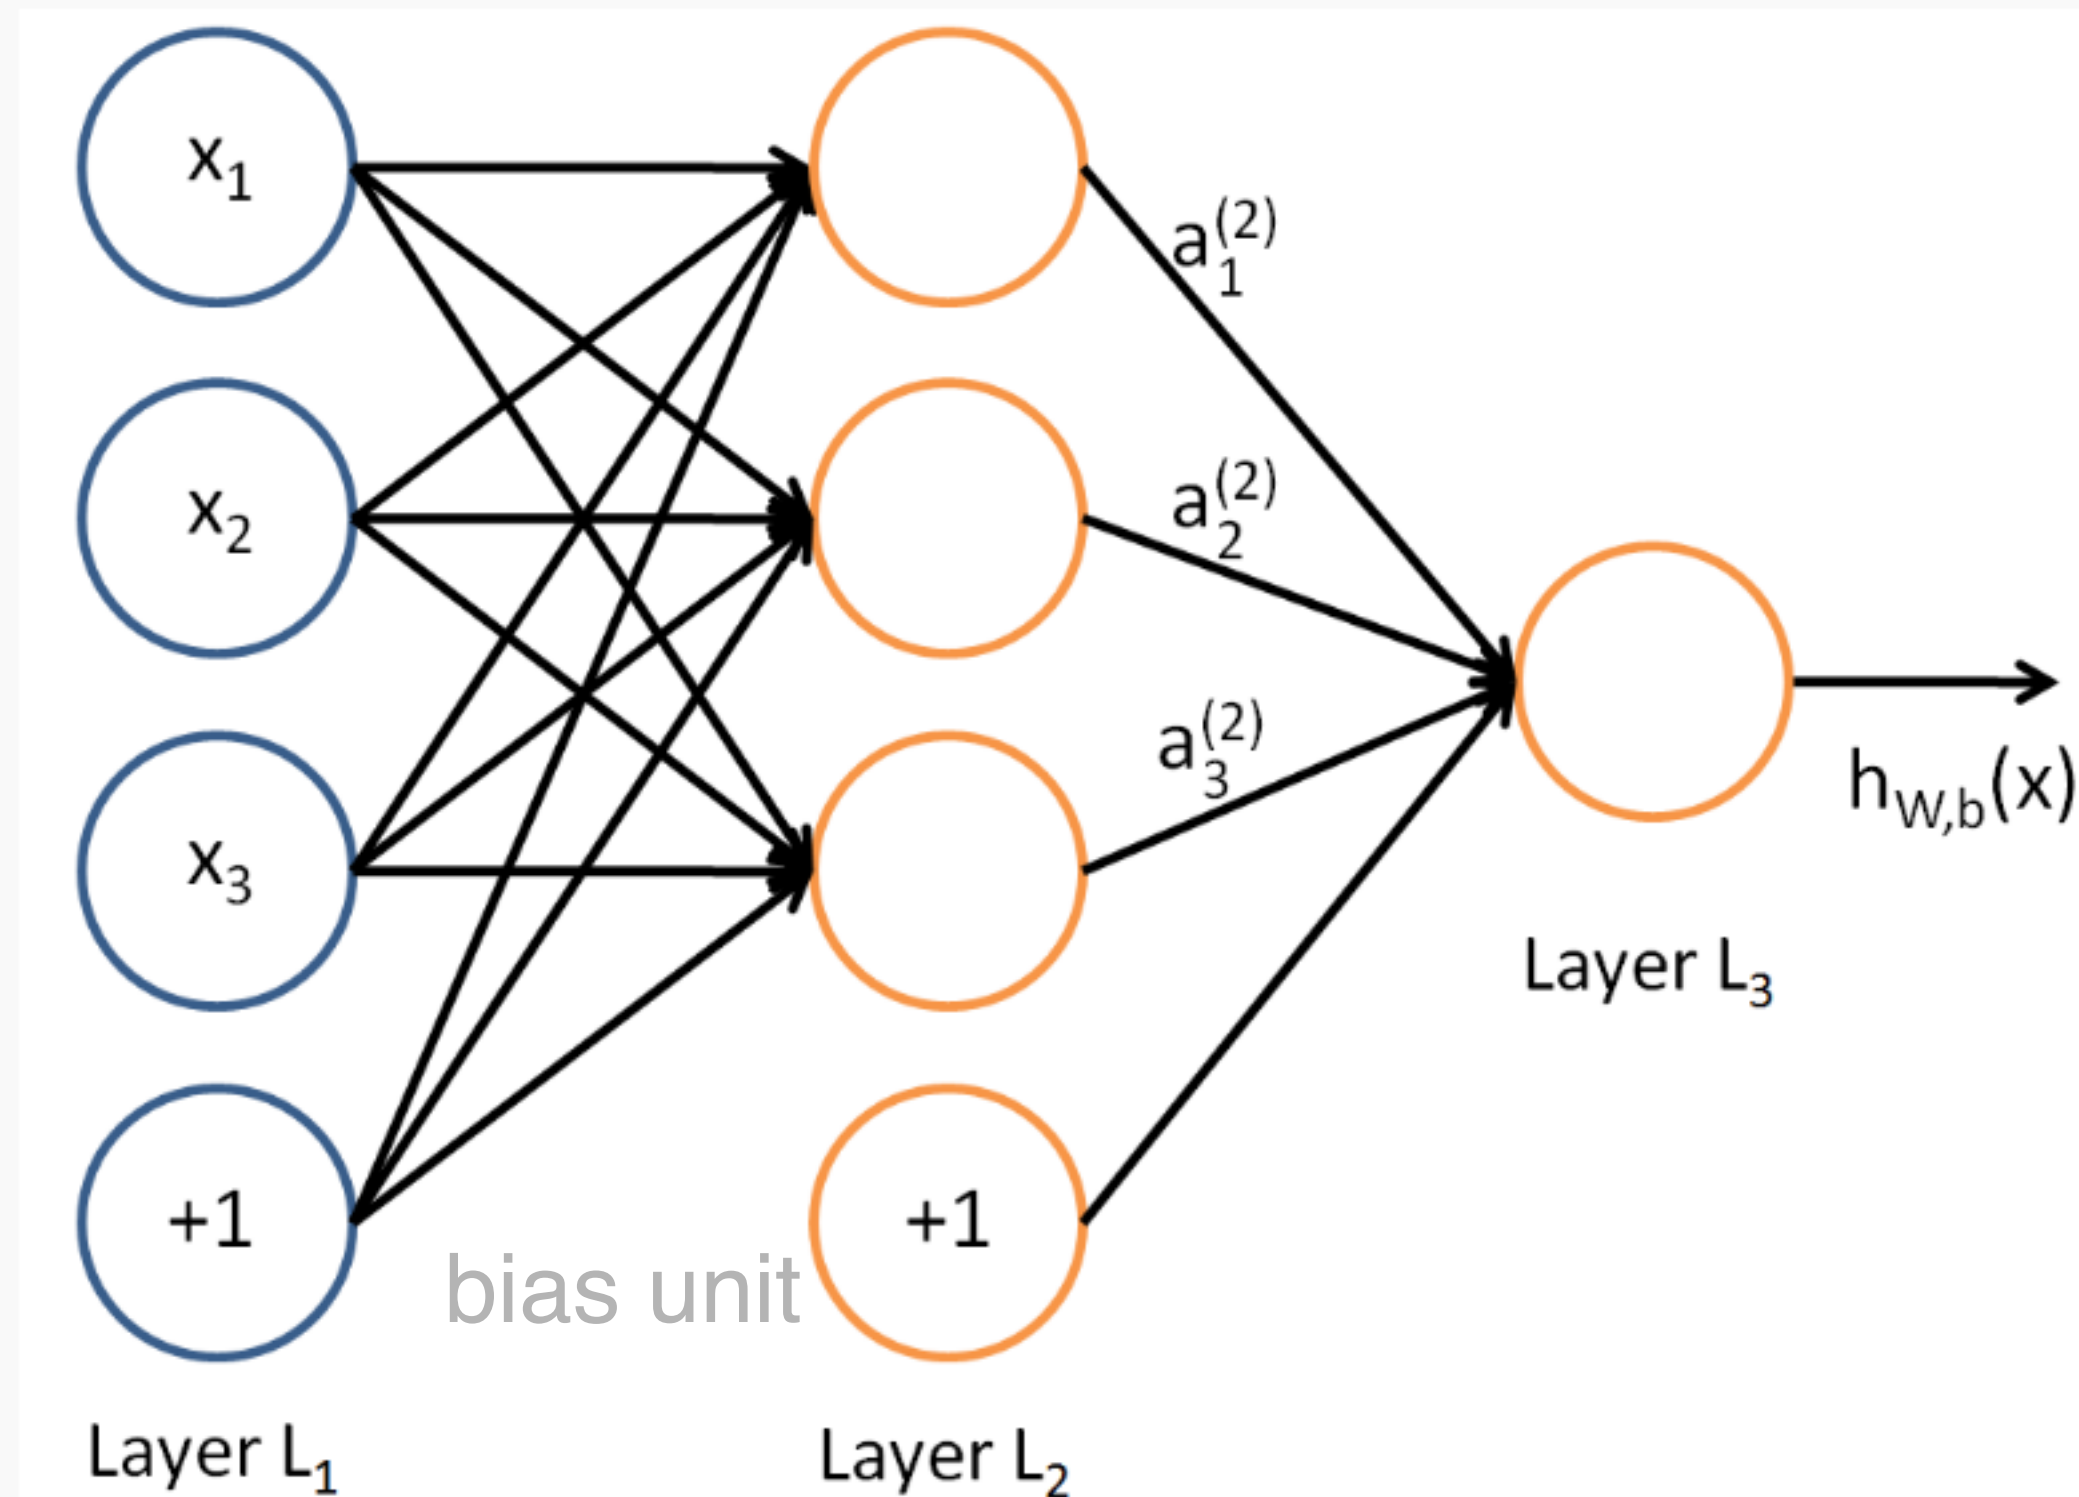 x₁
a₁⁽²⁾
x₂
a₂⁽²⁾
x₃
a₃⁽²⁾
h_W,b(x)
Layer L₃
+1
+1
bias unit
Layer L₁
Layer L₂